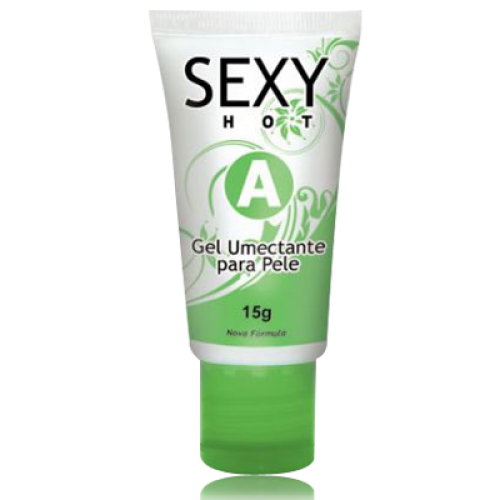 SEXY
HOT
A
Gel Umectante
para Pele
15g
Nova Fórmula